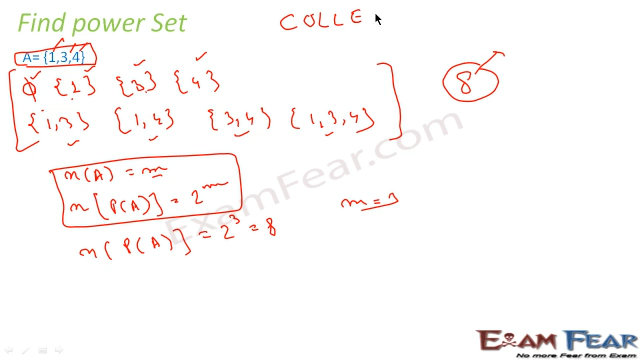 Find power Set
COLLE
A= {1,3,4}
ϕ {1} {3} {4}
8
{1,3} {1,4} {3,4} {1,3,4}
n(A) = m
n[P(A)] = 2^m
m = 3
n[P(A)] = 2^3 = 8
ExamFear.com
EXAM FEAR
No more Fear from exam